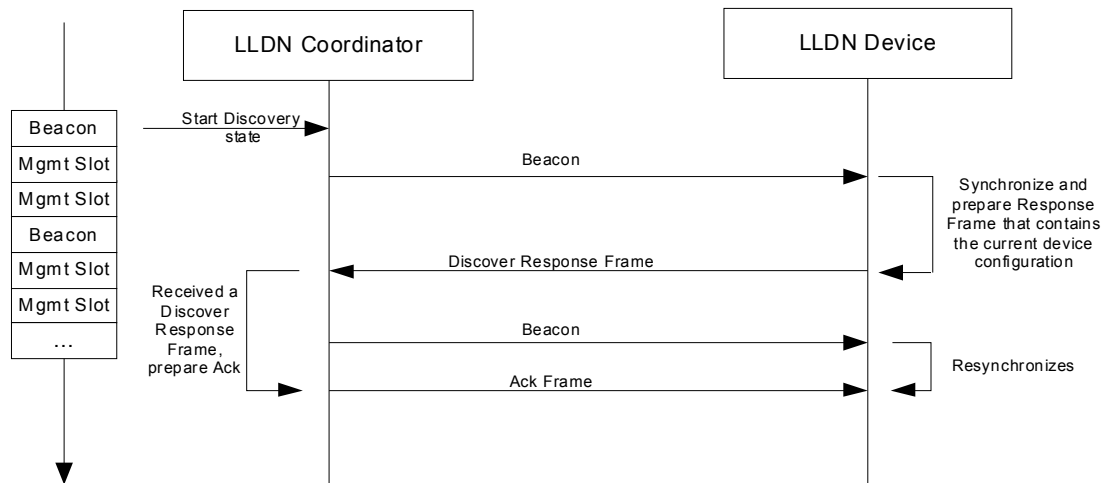 LLDN Coordinator
LLDN Device
Beacon
Mgmt Slot
Mgmt Slot
Beacon
Mgmt Slot
Mgmt Slot
...
Start Discovery
state
Beacon
Synchronize and
prepare Response
Frame that contains
the current device
configuration
Discover Response Frame
Received a
Discover
Response
Frame,
prepare Ack
Beacon
Resynchronizes
Ack Frame